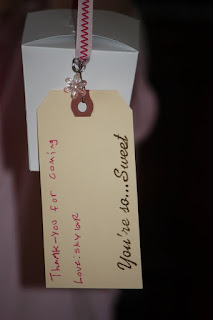 You're so...Sweet
Thank-you for coming
Love: SkylaR